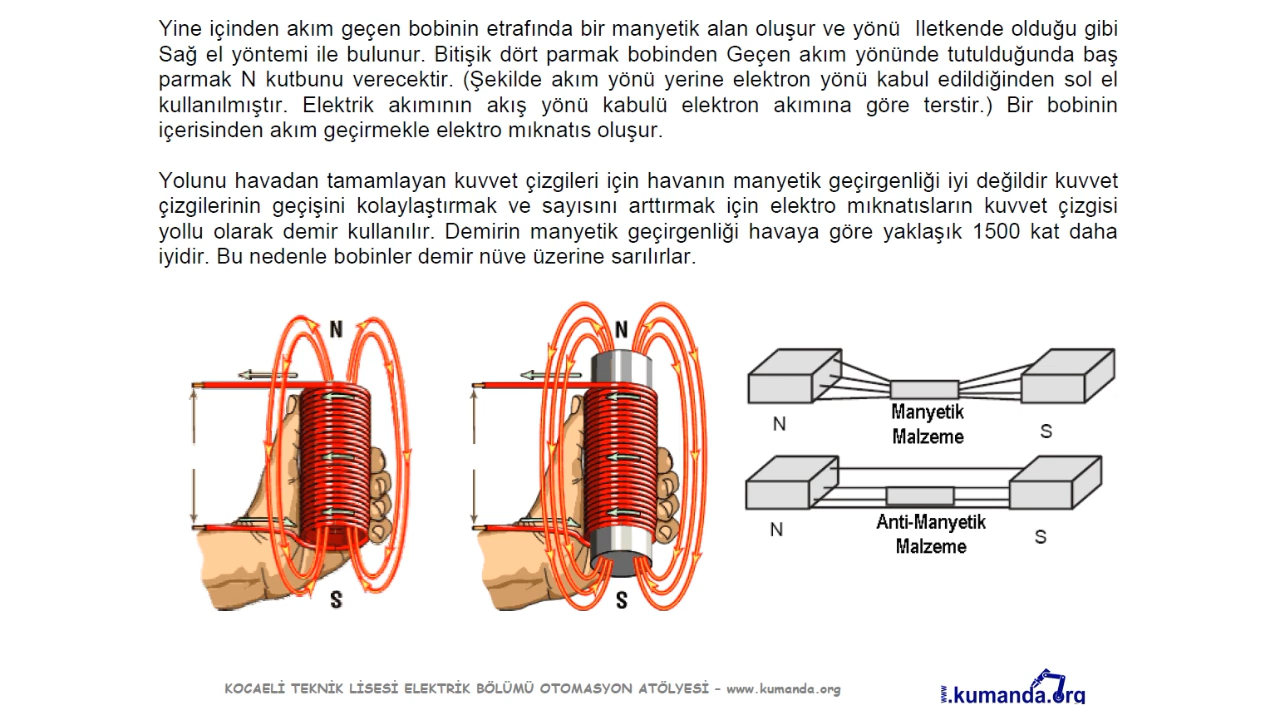 Yine içinden akım geçen bobinin etrafında bir manyetik alan oluşur ve yönü Iletkende olduğu gibi
Sağ el yöntemi ile bulunur. Bitişik dört parmak bobinden Geçen akım yönünde tutulduğunda baş
parmak N kutbunu verecektir. (Şekilde akım yönü yerine elektron yönü kabul edildiğinden sol el
kullanılmıştır. Elektrik akımının akış yönü kabulü elektron akımına göre terstir.) Bir bobinin
içerisinden akım geçirmekle elektro mıknatıs oluşur.
Yolunu havadan tamamlayan kuvvet çizgileri için havanın manyetik geçirgenliği iyi değildir kuvvet
çizgilerinin geçişini kolaylaştırmak ve sayısını arttırmak için elektro mıknatısların kuvvet çizgisi
yollu olarak demir kullanılır. Demirin manyetik geçirgenliği havaya göre yaklaşık 1500 kat daha
iyidir. Bu nedenle bobinler demir nüve üzerine sarılırlar.
N
S
N
S
N
Manyetik
Malzeme
S
N
Anti-Manyetik
Malzeme
S
KOCAELİ TEKNİK LİSESİ ELEKTRİK BÖLÜMÜ OTOMASYON ATÖLYESİ – www.kumanda.org
www.kumanda.org